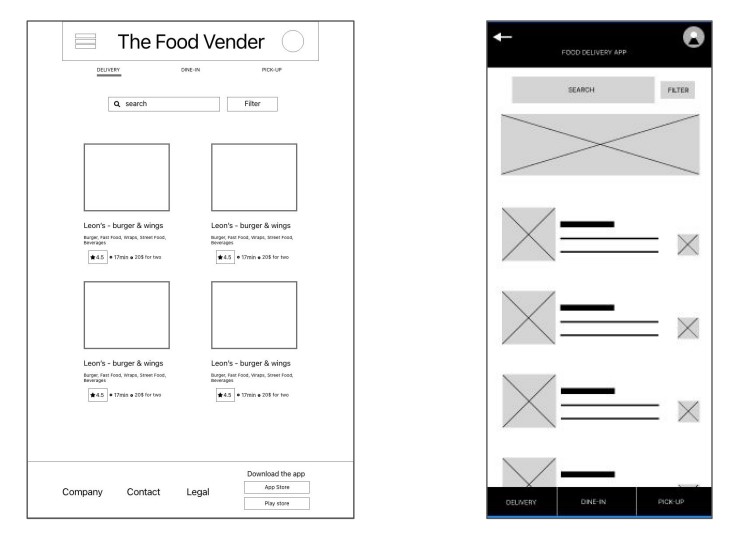 The Food Vender
DELIVERY DINE-IN PICK-UP
search Filter
Leon's - burger & wings
Burger, Fast Food, Wraps, Street Food,
Beverages
★4.5 • 17min • 20$ for two
Leon's - burger & wings
Burger, Fast Food, Wraps, Street Food,
Beverages
★4.5 • 17min • 20$ for two
Leon's - burger & wings
Burger, Fast Food, Wraps, Street Food,
Beverages
★4.5 • 17min • 20$ for two
Leon's - burger & wings
Burger, Fast Food, Wraps, Street Food,
Beverages
★4.5 • 17min • 20$ for two
Company Contact Legal
Download the app
App Store
Play store
FOOD DELIVERY APP
SEARCH FILTER
DELIVERY DINE-IN PICK-UP